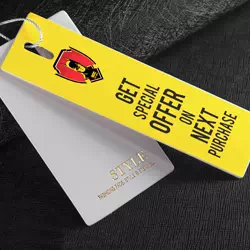 GET
SPECIAL
OFFER
ON
NEXT
PURCHASE
STYLE